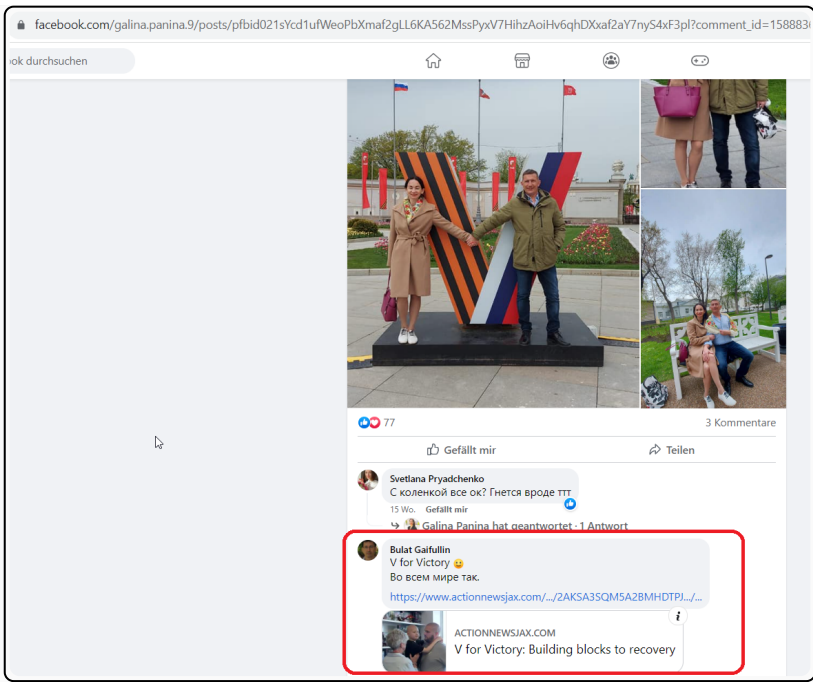 facebook.com/galina.panina.9/posts/pfbid021sYcd1ufWeoPbXmaf2gLL6KA562MssPyxV7HihzAoiHv6qhDXxaf2aY7nyS4xF3pl?comment_id=158883
ok durchsuchen
77
3 Kommentare
Gefällt mir
Teilen
Svetlana Pryadchenko
С коленкой все ок? Гнется вроде ттт
15 Wo. Gefällt mir
Galina Panina hat geantwortet · 1 Antwort
Bulat Gaifullin
V for Victory
Во всем мире так.
https://www.actionnewsjax.com/.../2AKSA3SQM5A2BMHDTPJ.../...
ACTIONNEWSJAX.COM
V for Victory: Building blocks to recovery